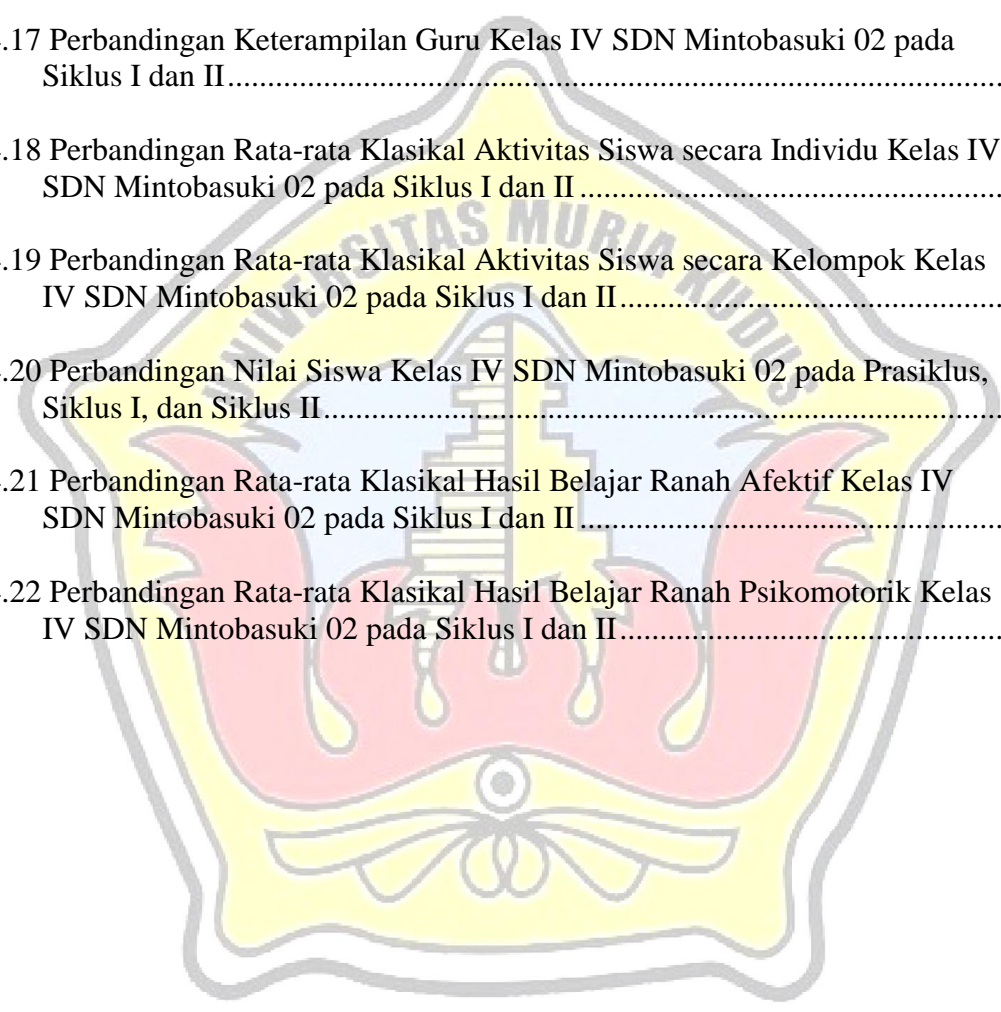 .17 Perbandingan Keterampilan Guru Kelas IV SDN Mintobasuki 02 pada
Siklus I dan II........................................................................................................
.18 Perbandingan Rata-rata Klasikal Aktivitas Siswa secara Individu Kelas IV
SDN Mintobasuki 02 pada Siklus I dan II ........................................................
.19 Perbandingan Rata-rata Klasikal Aktivitas Siswa secara Kelompok Kelas
IV SDN Mintobasuki 02 pada Siklus I dan II...................................................
.20 Perbandingan Nilai Siswa Kelas IV SDN Mintobasuki 02 pada Prasiklus,
Siklus I, dan Siklus II...........................................................................................
.21 Perbandingan Rata-rata Klasikal Hasil Belajar Ranah Afektif Kelas IV
SDN Mintobasuki 02 pada Siklus I dan II ........................................................
.22 Perbandingan Rata-rata Klasikal Hasil Belajar Ranah Psikomotorik Kelas
IV SDN Mintobasuki 02 pada Siklus I dan II...................................................
UNIVERSITAS MURIA KUDUS